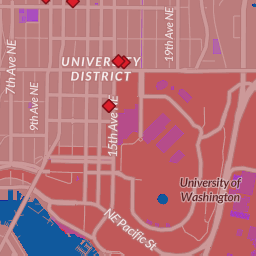 7th Ave NE
9th Ave NE
15th Ave NE
19th Ave NE
UNIVERSITY
DISTRICT
University of
Washington
NE Pacific St